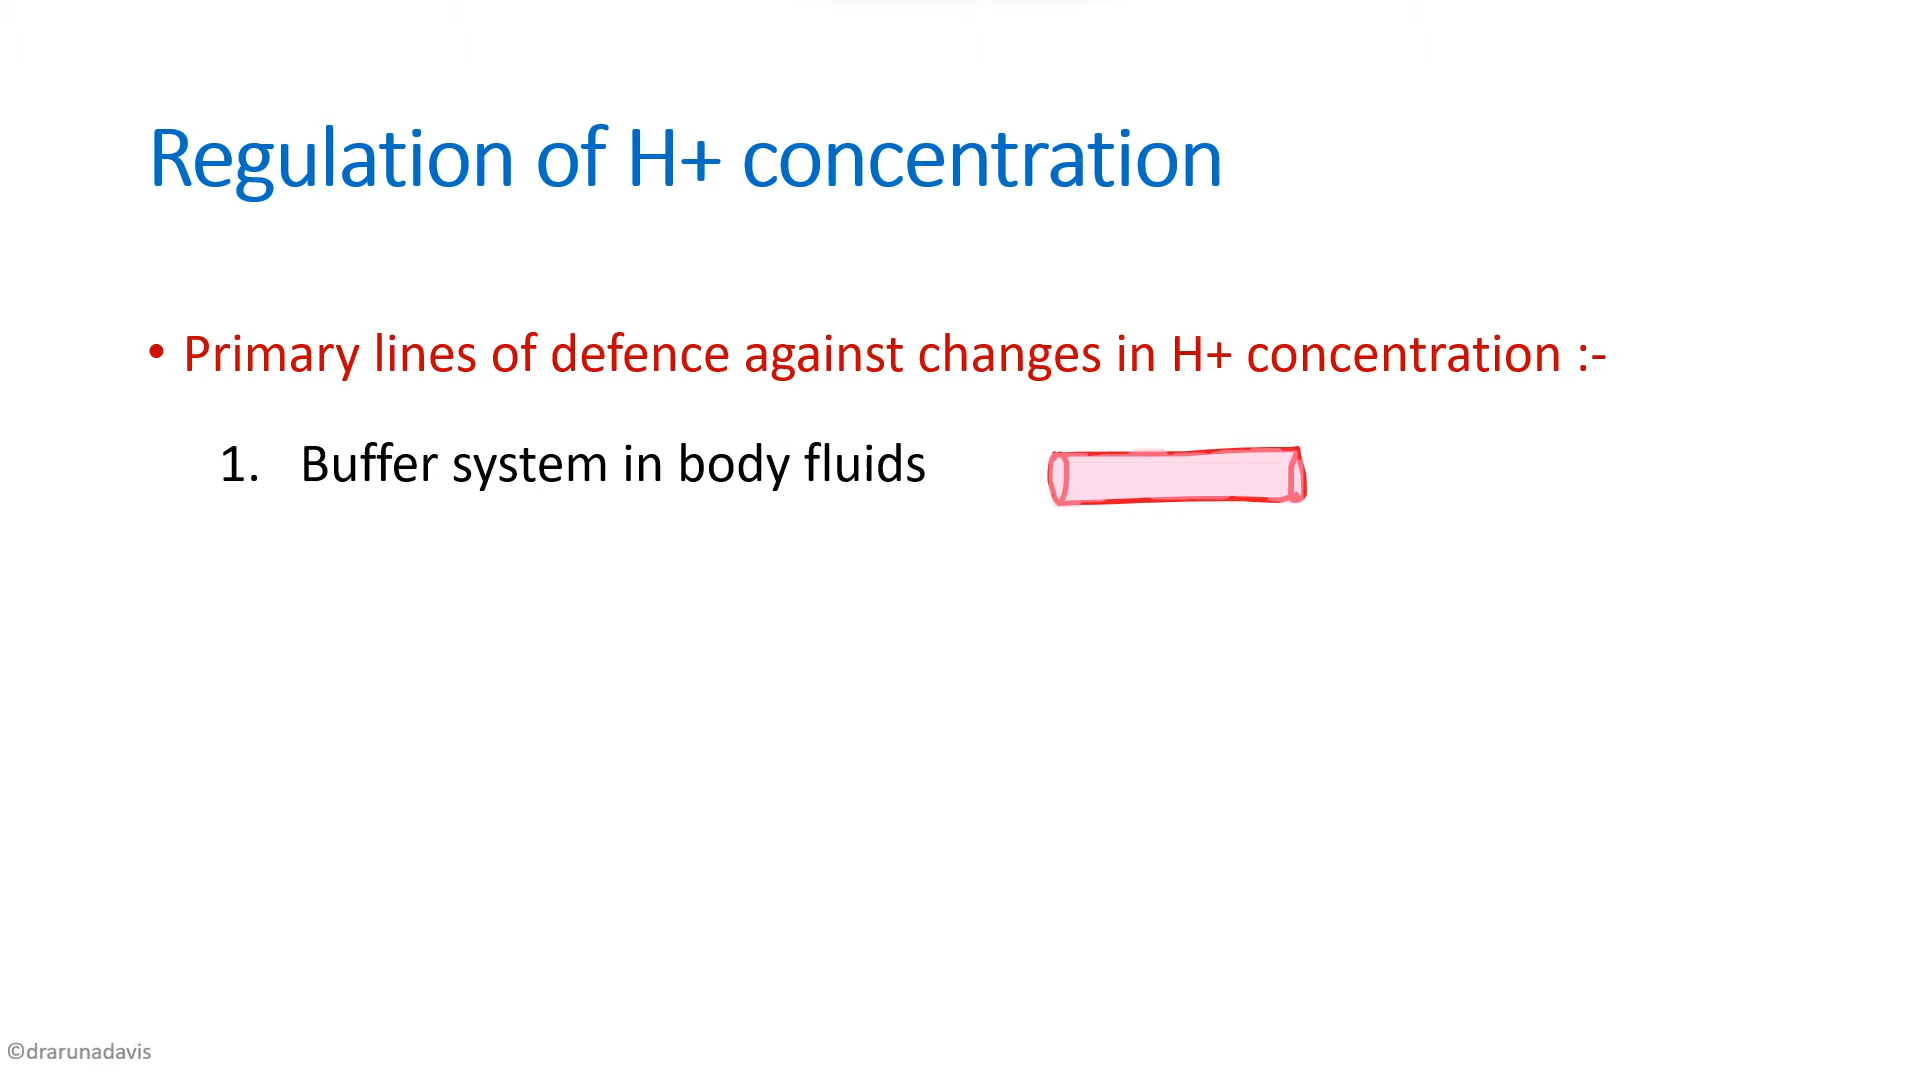 Regulation of H+ concentration
• Primary lines of defence against changes in H+ concentration :-
1. Buffer system in body fluids
©drarunadavis